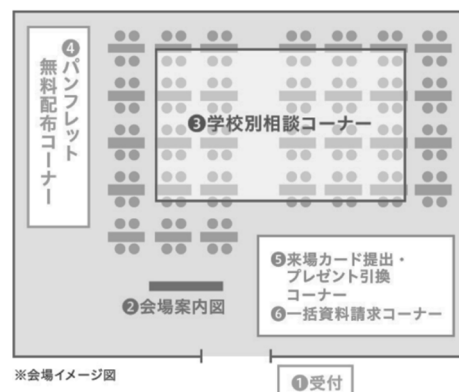 ❹パンフレット
無料配布コーナー
❸学校別相談コーナー
❷会場案内図
❺来場カード提出・
プレゼント引換
コーナー
❻一括資料請求コーナー
※会場イメージ図
❶受付